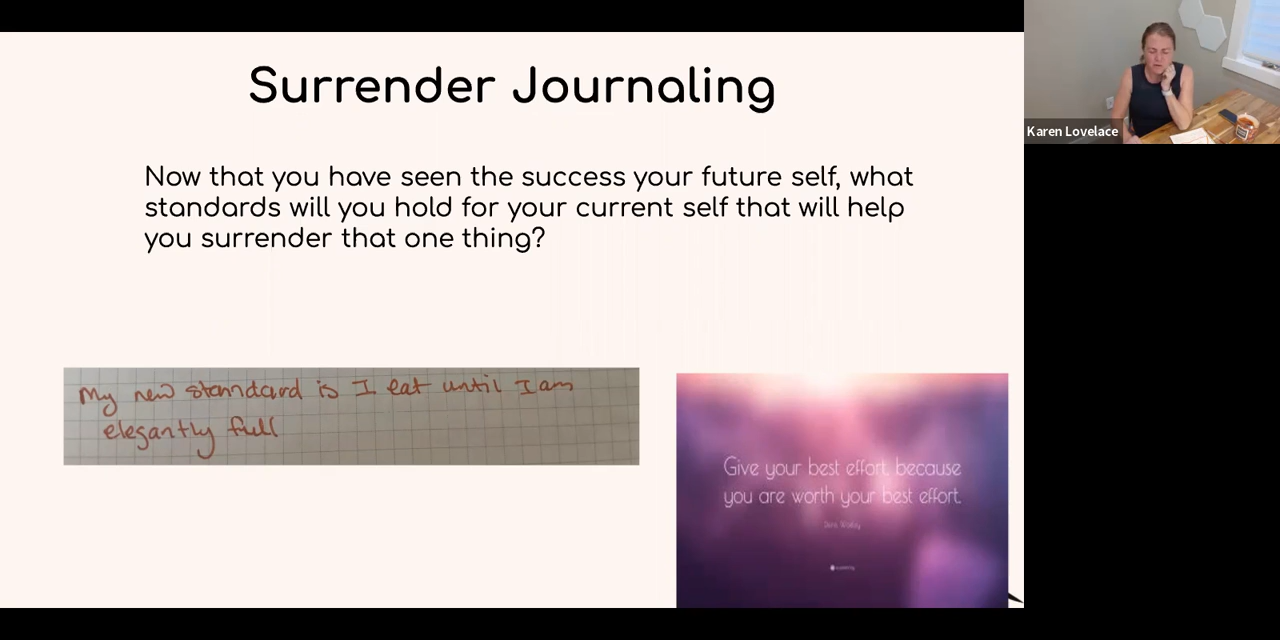 Surrender Journaling
Now that you have seen the success your future self, what
standards will you hold for your current self that will help
you surrender that one thing?
My new standard is I eat until I am
elegantly full
Give your best effort, because
you are worth your best effort.
Karen Lovelace